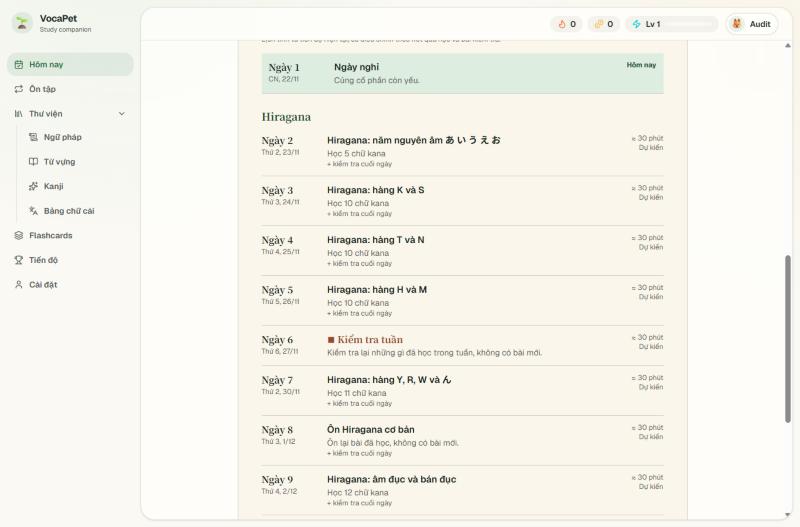 VocaPet
Study companion
0
0
Lv 1
Audit
Hôm nay
Ôn tập
Thư viện
Ngữ pháp
Từ vựng
Kanji
Bảng chữ cái
Flashcards
Tiến độ
Cài đặt
Ngày 1
CN, 22/11
Ngày nghỉ
Củng cố phần còn yếu.
Hôm nay
Hiragana
Ngày 2
Thứ 2, 23/11
Hiragana: năm nguyên âm あ い う え お
Học 5 chữ kana
+ kiểm tra cuối ngày
≈ 30 phút
Dự kiến
Ngày 3
Thứ 3, 24/11
Hiragana: hàng K và S
Học 10 chữ kana
+ kiểm tra cuối ngày
≈ 30 phút
Dự kiến
Ngày 4
Thứ 4, 25/11
Hiragana: hàng T và N
Học 10 chữ kana
+ kiểm tra cuối ngày
≈ 30 phút
Dự kiến
Ngày 5
Thứ 5, 26/11
Hiragana: hàng H và M
Học 10 chữ kana
+ kiểm tra cuối ngày
≈ 30 phút
Dự kiến
Ngày 6
Thứ 6, 27/11
Kiểm tra tuần
Kiểm tra lại những gì đã học trong tuần, không có bài mới.
≈ 30 phút
Dự kiến
Ngày 7
Thứ 2, 30/11
Hiragana: hàng Y, R, W và ん
Học 11 chữ kana
+ kiểm tra cuối ngày
≈ 30 phút
Dự kiến
Ngày 8
Thứ 3, 1/12
Ôn Hiragana cơ bản
Ôn lại bài đã học, không có bài mới.
+ kiểm tra cuối ngày
≈ 30 phút
Dự kiến
Ngày 9
Thứ 4, 2/12
Hiragana: âm đục và bán đục
Học 12 chữ kana
+ kiểm tra cuối ngày
≈ 30 phút
Dự kiến